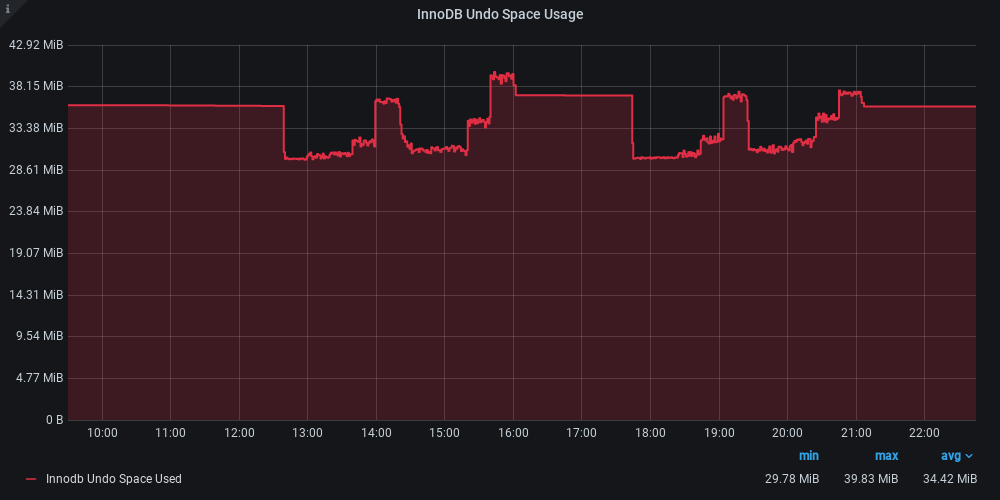 i
InnoDB Undo Space Usage
42.92 MiB
38.15 MiB
33.38 MiB
28.61 MiB
23.84 MiB
19.07 MiB
14.31 MiB
9.54 MiB
4.77 MiB
0 B
10:00 11:00 12:00 13:00 14:00 15:00 16:00 17:00 18:00 19:00 20:00 21:00 22:00
min max avg
Innodb Undo Space Used 29.78 MiB 39.83 MiB 34.42 MiB